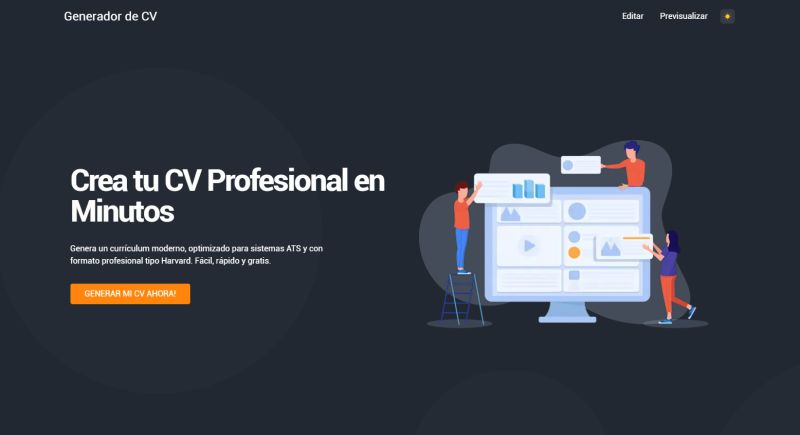 Generador de CV
Editar
Previsualizar
Crea tu CV Profesional en
Minutos
Genera un currículum moderno, optimizado para sistemas ATS y con
formato profesional tipo Harvard. Fácil, rápido y gratis.
GENERAR MI CV AHORA!